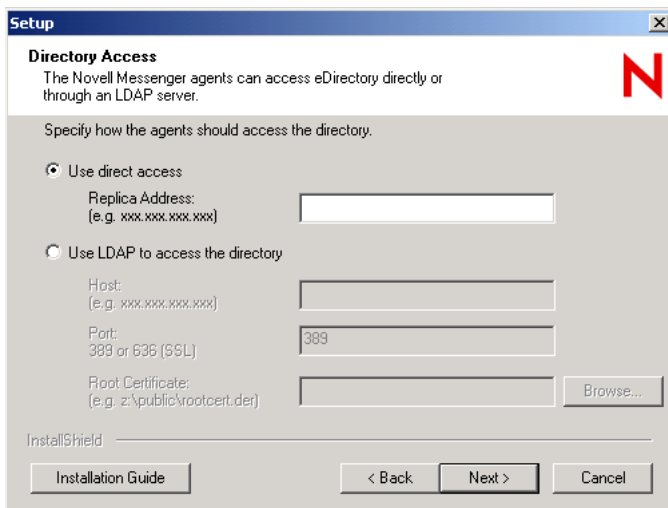 Setup
Directory Access
The Novell Messenger agents can access eDirectory directly or
through an LDAP server.
N
Specify how the agents should access the directory.
Use direct access
Replica Address:
(e.g. xxx.xxx.xxx.xxx)
Use LDAP to access the directory
Host:
(e.g. xxx.xxx.xxx.xxx)
Port:
389 or 636 (SSL)
389
Root Certificate:
(e.g. z:\public\rootcert.der)
Browse...
InstallShield
Installation Guide
< Back
Next >
Cancel